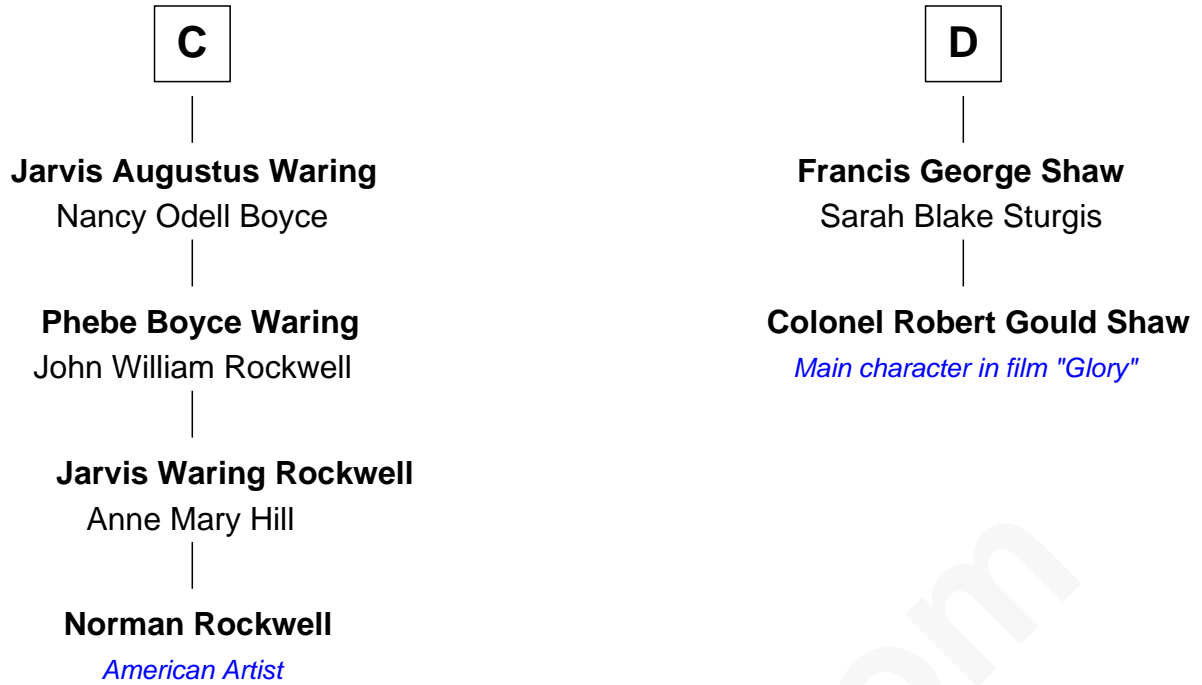 C
Jarvis Augustus Waring
Nancy Odell Boyce
Phebe Boyce Waring
John William Rockwell
Jarvis Waring Rockwell
Anne Mary Hill
Norman Rockwell
American Artist
D
Francis George Shaw
Sarah Blake Sturgis
Colonel Robert Gould Shaw
Main character in film "Glory"
om